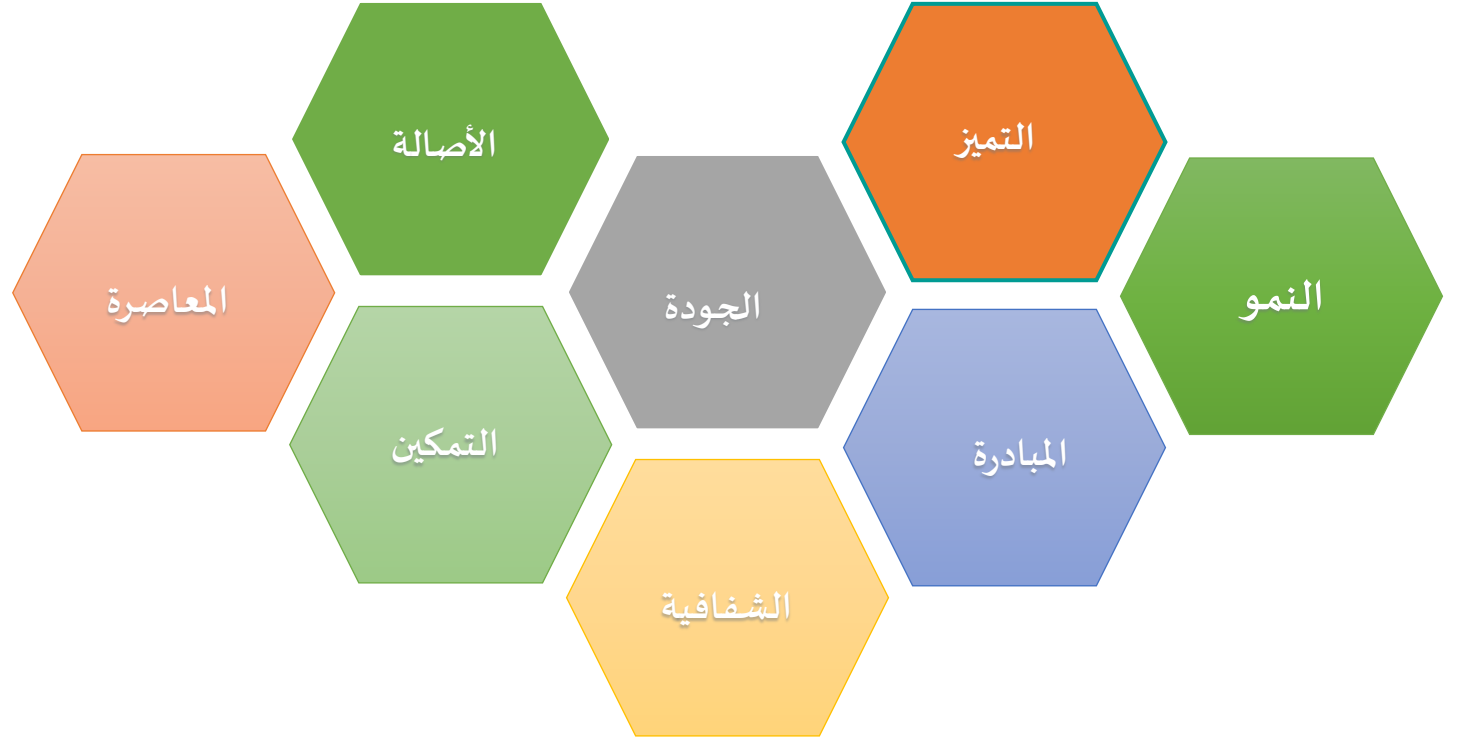 التميز
الأصالة
النمو
الجودة
المعاصرة
المبادرة
التمكين
الشفافية